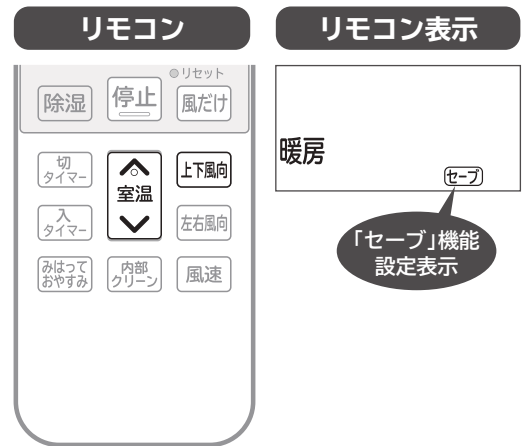 リモコン
リモコン表示
リセット
除湿
停止
風だけ
切
タイマー
室温
上下風向
入
タイマー
左右風向
みはって
おやすみ
内部
クリーン
風速
暖房
セーブ
「セーブ」機能
設定表示